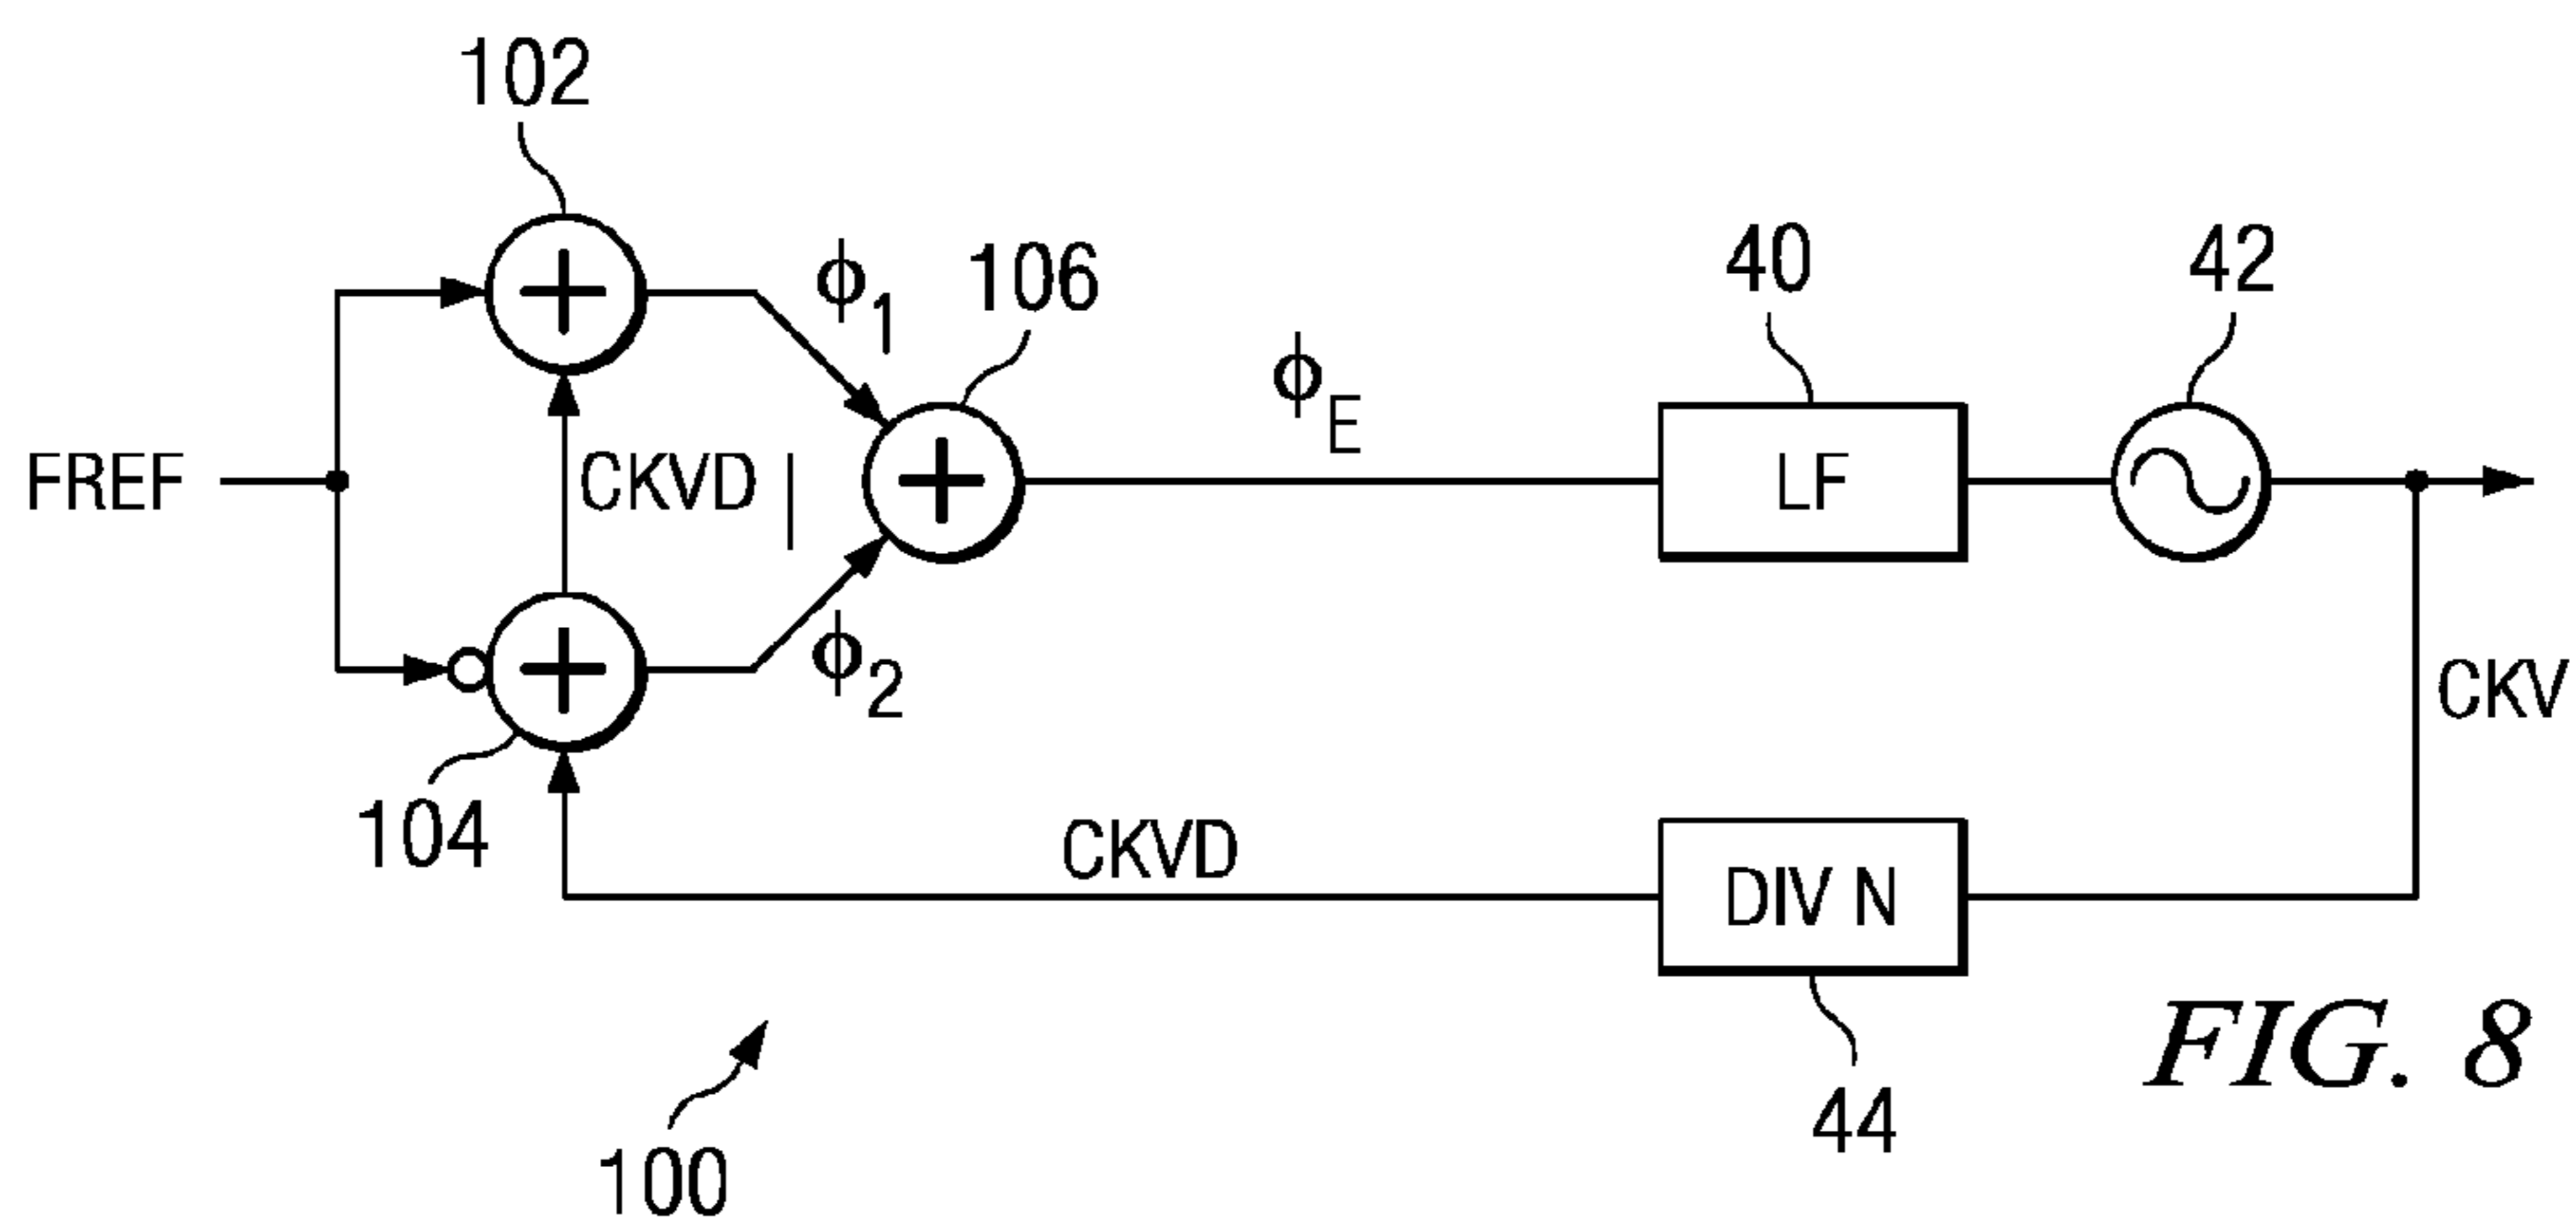 102
ϕ1
106
40
42
ϕE
FREF
CKVD |
LF
ϕ2
CKV
104
CKVD
DIV N
FIG. 8
44
100